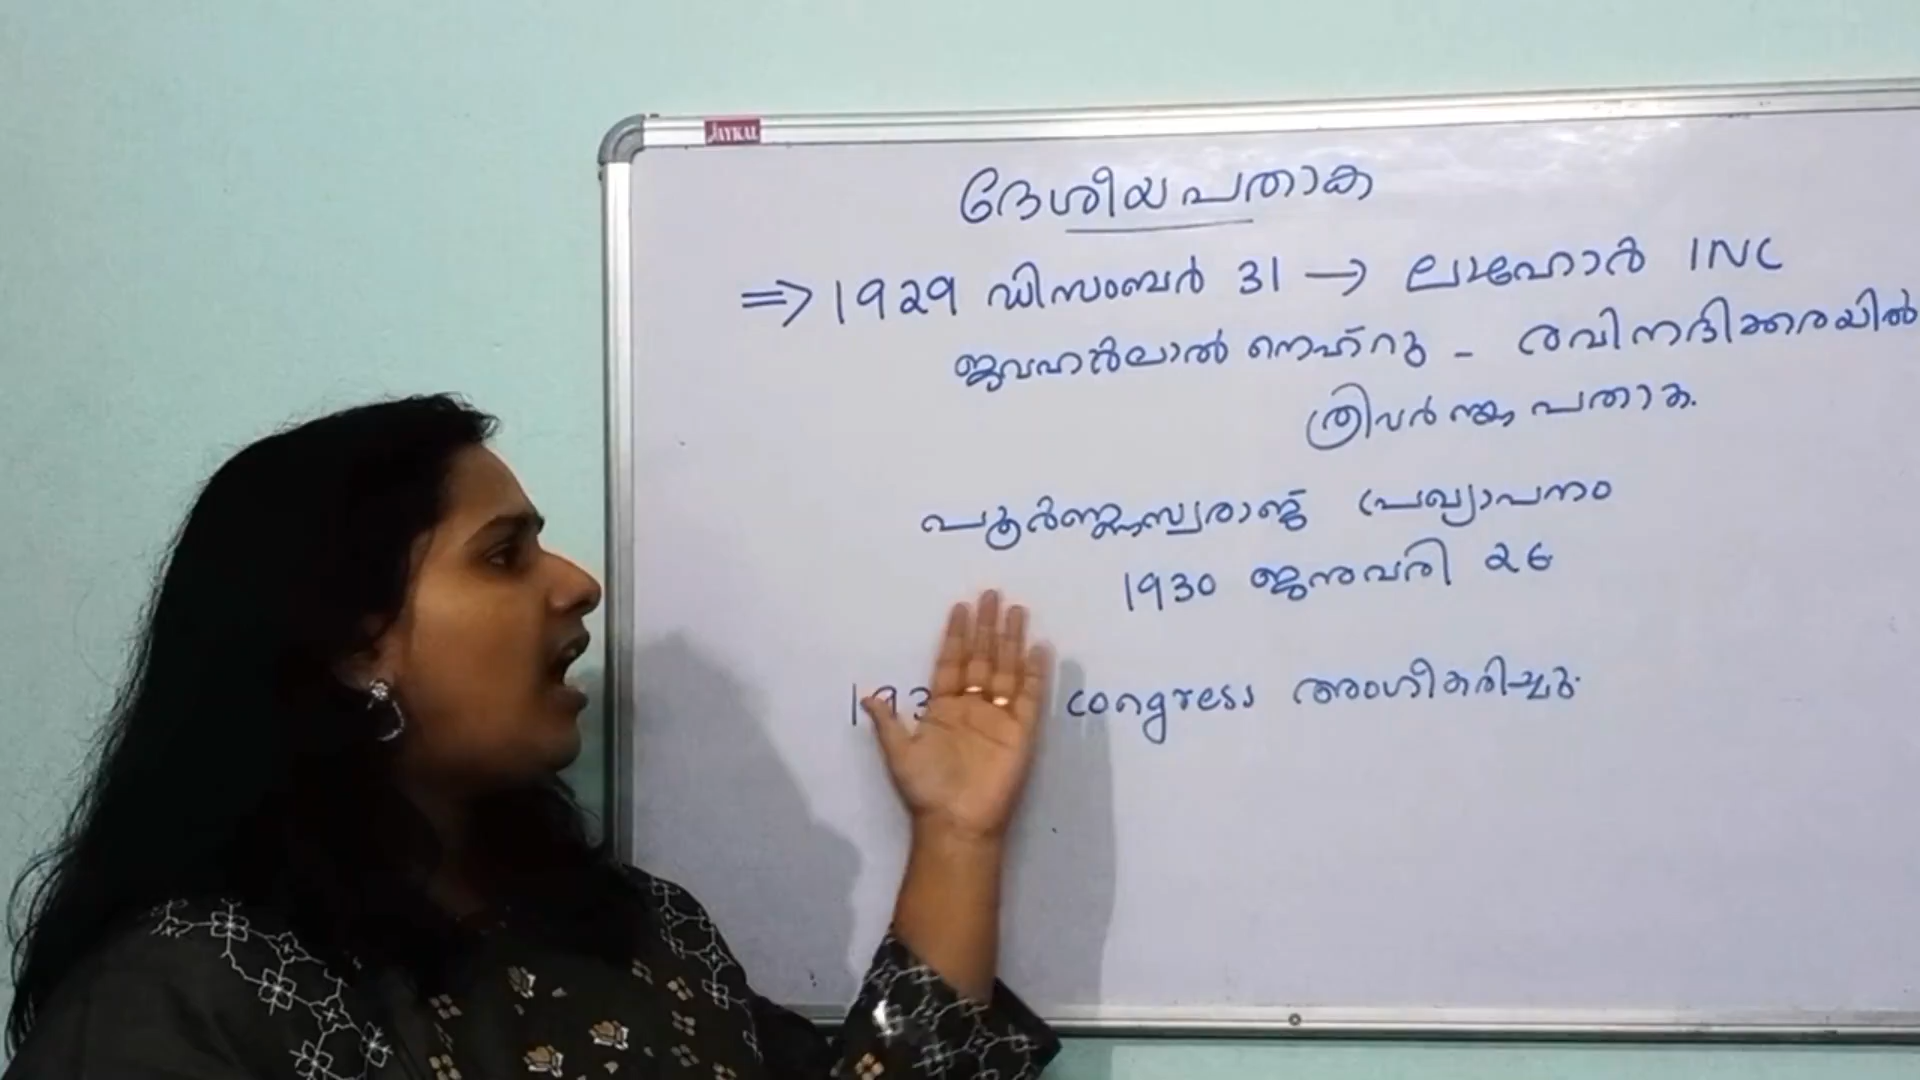 JAYKAL
ദേശീയ പതാക
⇒ 1929 ഡിസംബർ 31 → ലാഹോർ INC
ജവഹർലാൽ നെഹ്റു - രവി നദിക്കരയിൽ
ത്രിവർണ്ണ പതാക.
പൂർണ്ണസ്വരാജ് പ്രഖ്യാപനം
1930 ജനുവരി 26
congress അംഗീകരിച്ചു.